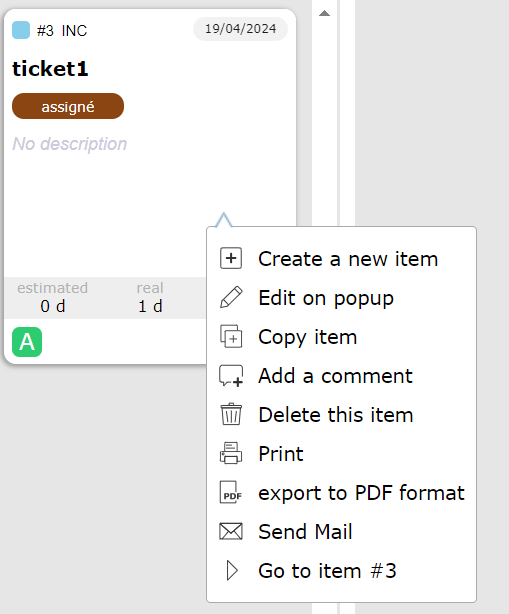 #3 INC
19/04/2024
ticket1
assigné
No description
estimated real
0 d 1 d
A
Create a new item
Edit on popup
Copy item
Add a comment
Delete this item
Print
PDF export to PDF format
Send Mail
Go to item #3